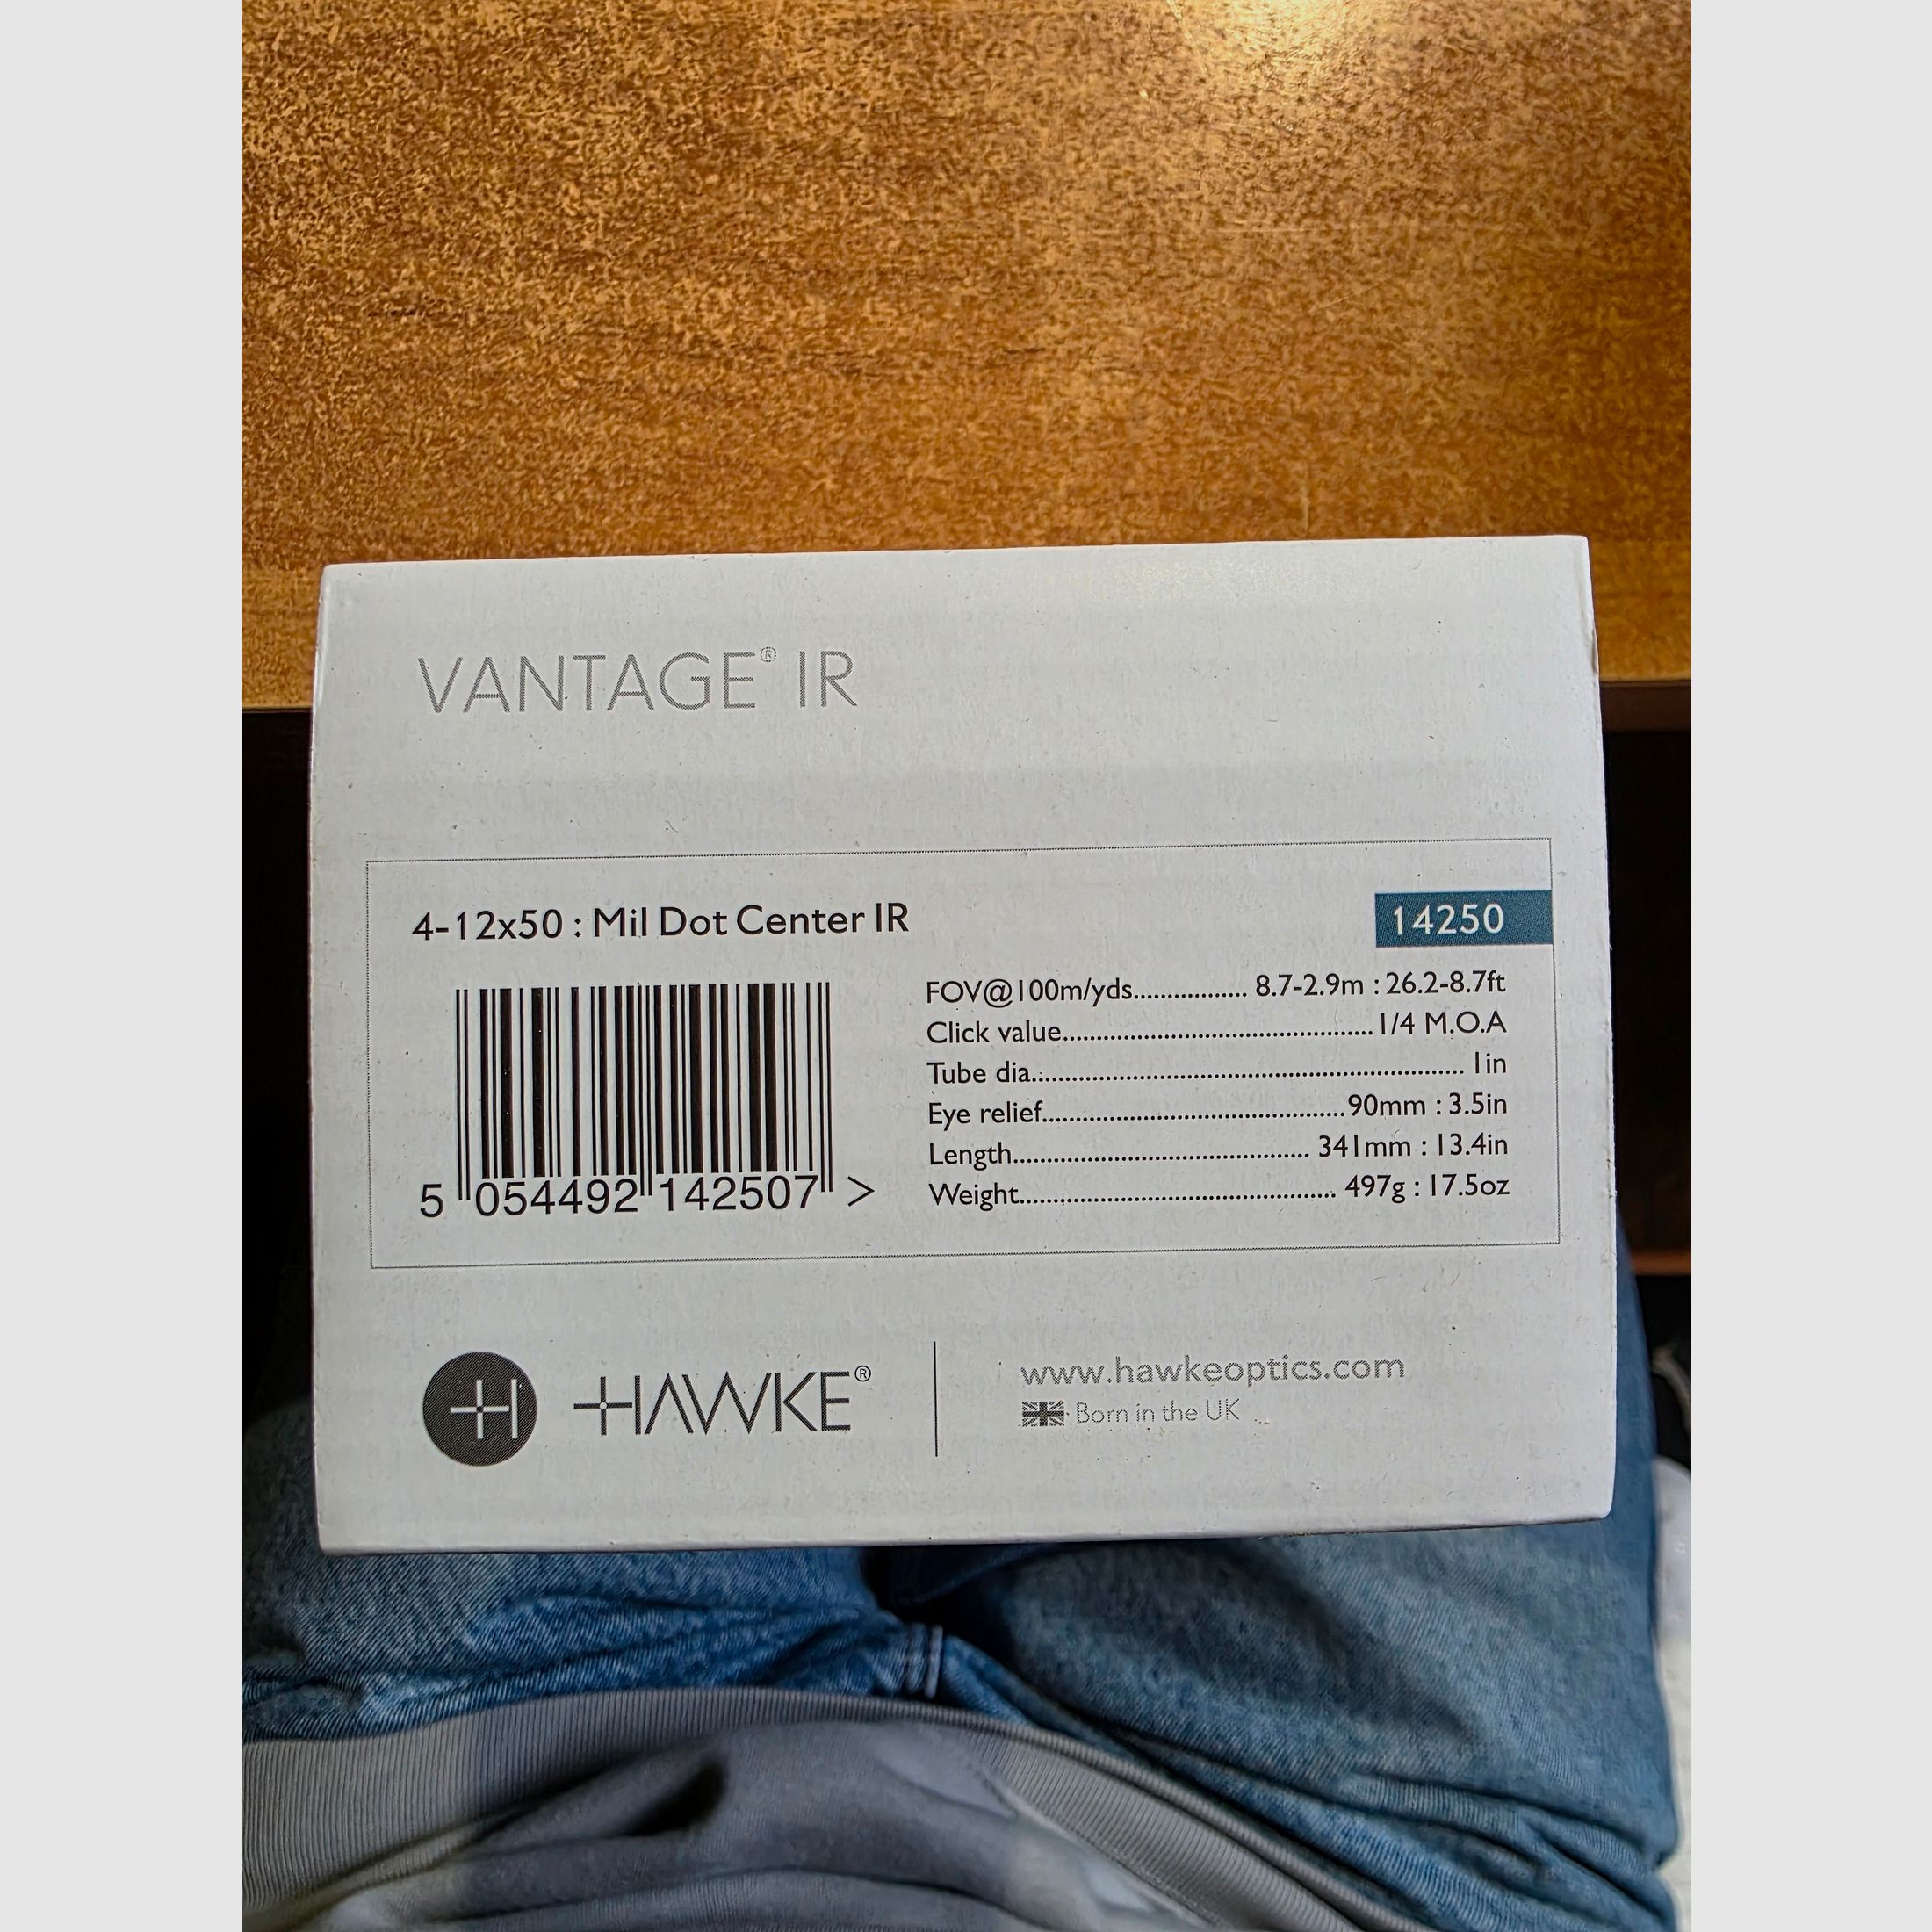 VANTAGE® IR
4-12x50 : Mil Dot Center IR
14250
FOV@100m/yds................. 8.7-2.9m : 26.2-8.7ft
Click value.............................................. 1/4 M.O.A
Tube dia................................................................ 1in
Eye relief.............................................90mm : 3.5in
Length............................................ 341mm : 13.4in
Weight............................................... 497g : 17.5oz
5 054492 142507 >
HAWKE®
www.hawkeoptics.com
Born in the UK